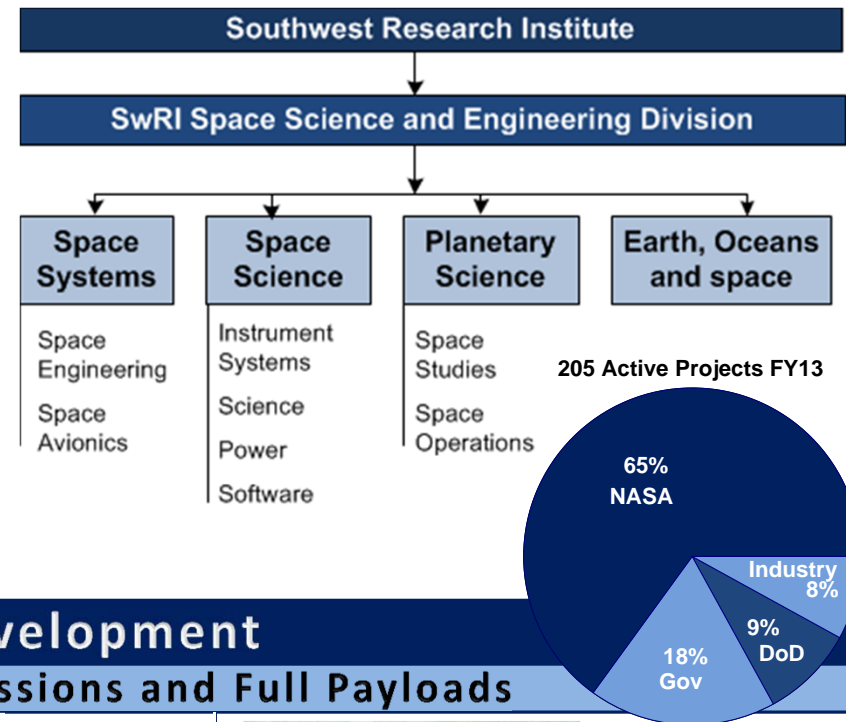 Southwest Research Institute
SwRI Space Science and Engineering Division
Space
Systems
Space
Engineering
Space
Avionics
Space
Science
Instrument
Systems
Science
Power
Software
Planetary
Science
Space
Studies
Space
Operations
Earth, Oceans
and space
205 Active Projects FY13
65%
NASA
Industry
8%
9%
DoD
18%
Gov
velopment
ssions and Full Payloads